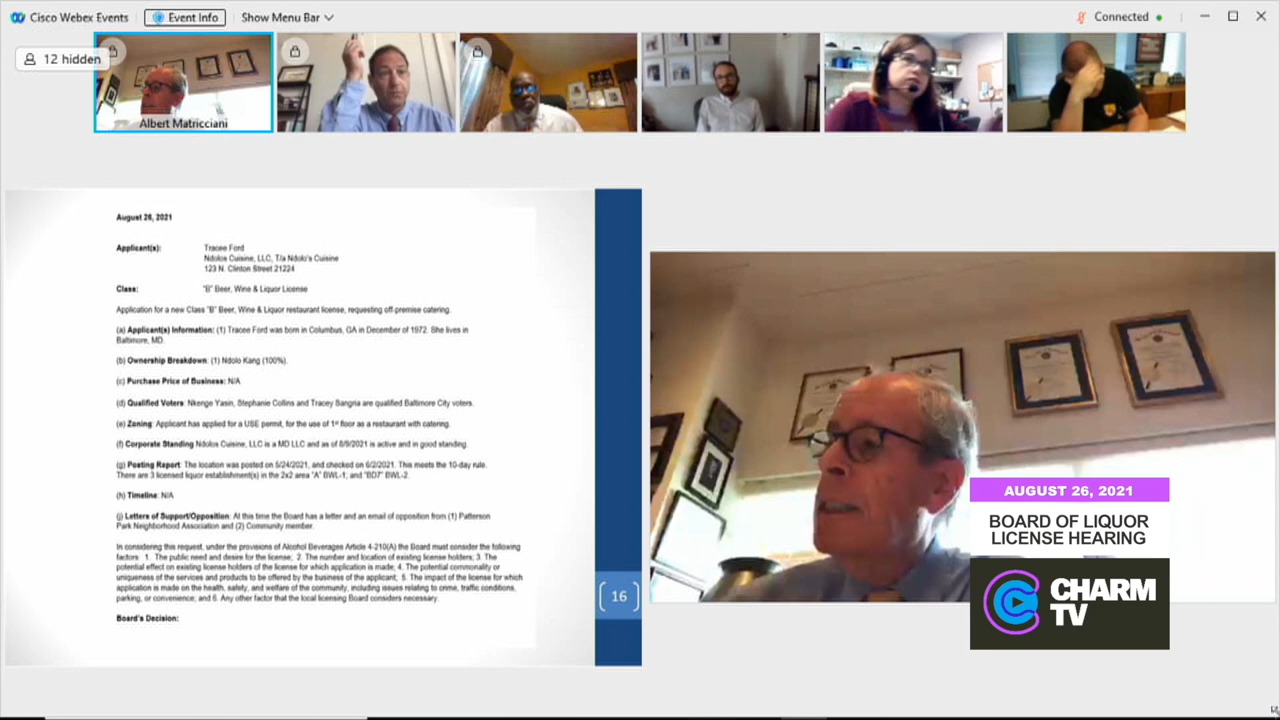 Cisco Webex Events
Event Info
Show Menu Bar
Connected
12 hidden
Albert Matricciani
August 26, 2021
Applicant(s): Tracee Ford
Ndolos Cuisine, LLC, T/a Ndolo's Cuisine
123 N. Clinton Street 21224
Class: "B" Beer, Wine & Liquor License
Application for a new Class "B" Beer, Wine & Liquor restaurant license, requesting off-premise catering.
(a) Applicant(s) Information: (1) Tracee Ford was born in Columbus, GA in December of 1972. She lives in
Baltimore, MD.
(b) Ownership Breakdown: (1) Ndolo Kang (100%).
(c) Purchase Price of Business: N/A
(d) Qualified Voters: Nkenge Yasin, Stephanie Collins and Tracey Sangria are qualified Baltimore City voters.
(e) Zoning: Applicant has applied for a USE permit, for the use of 1st floor as a restaurant with catering.
(f) Corporate Standing Ndolos Cuisine, LLC is a MD LLC and as of 8/9/2021 is active and in good standing.
(g) Posting Report: The location was posted on 5/24/2021, and checked on 6/2/2021. This meets the 10-day rule.
There are 3 licensed liquor establishment(s) in the 2x2 area "A" BWL-1; and "BD7" BWL-2.
(h) Timeline: N/A
(j) Letters of Support/Opposition: At this time the Board has a letter and an email of opposition from (1) Patterson
Park Neighborhood Association and (2) Community member.
In considering this request, under the provisions of Alcohol Beverages Article 4-210(A) the Board must consider the following
factors: 1. The public need and desire for the license; 2. The number and location of existing license holders; 3. The
potential effect on existing license holders of the license for which application is made; 4. The potential commonality or
uniqueness of the services and products to be offered by the business of the applicant; 5. The impact of the license for which
application is made on the health, safety, and welfare of the community, including issues relating to crime, traffic conditions,
parking, or convenience; and 6. Any other factor that the local licensing Board considers necessary.
Board's Decision:
16
AUGUST 26, 2021
BOARD OF LIQUOR
LICENSE HEARING
CHARM
TV